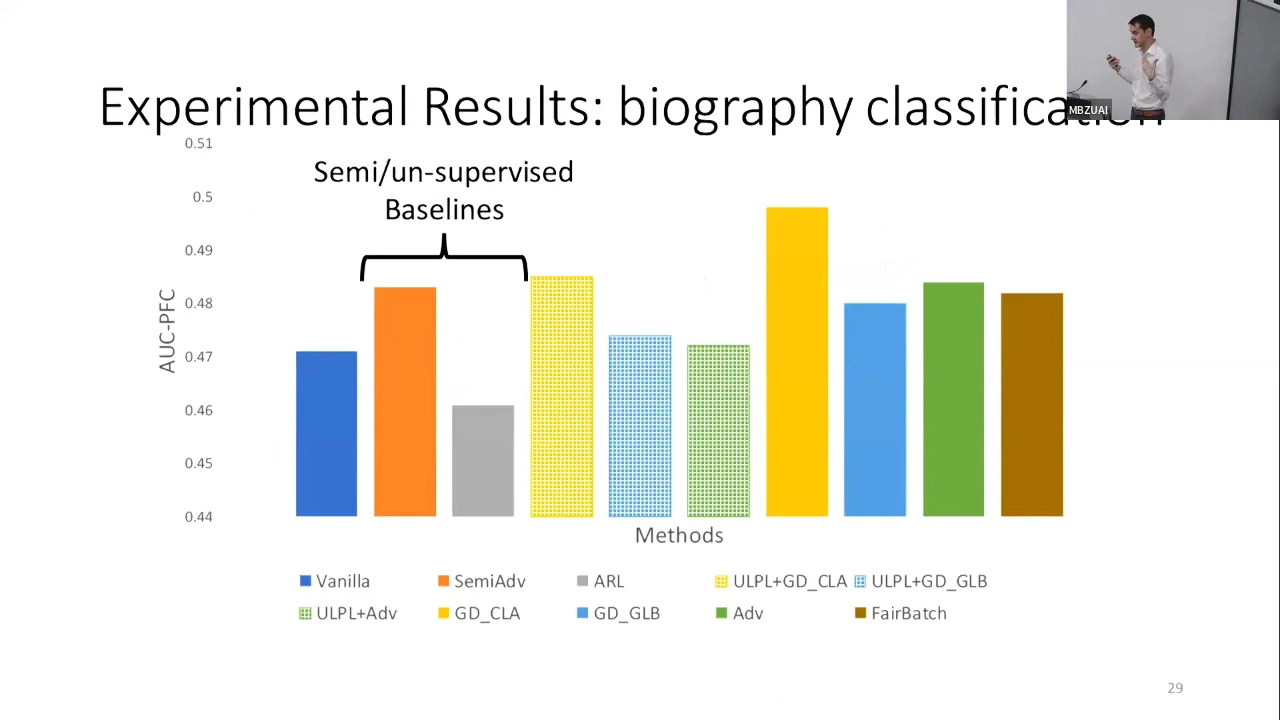 Experimental Results: biography classification
MBZUAI
0.51
0.5
0.49
0.48
0.47
0.46
0.45
0.44
AUC-PFC
Semi/un-supervised
Baselines
Methods
Vanilla SemiAdv ARL ULPL+GD_CLA ULPL+GD_GLB
ULPL+Adv GD_CLA GD_GLB Adv FairBatch
29